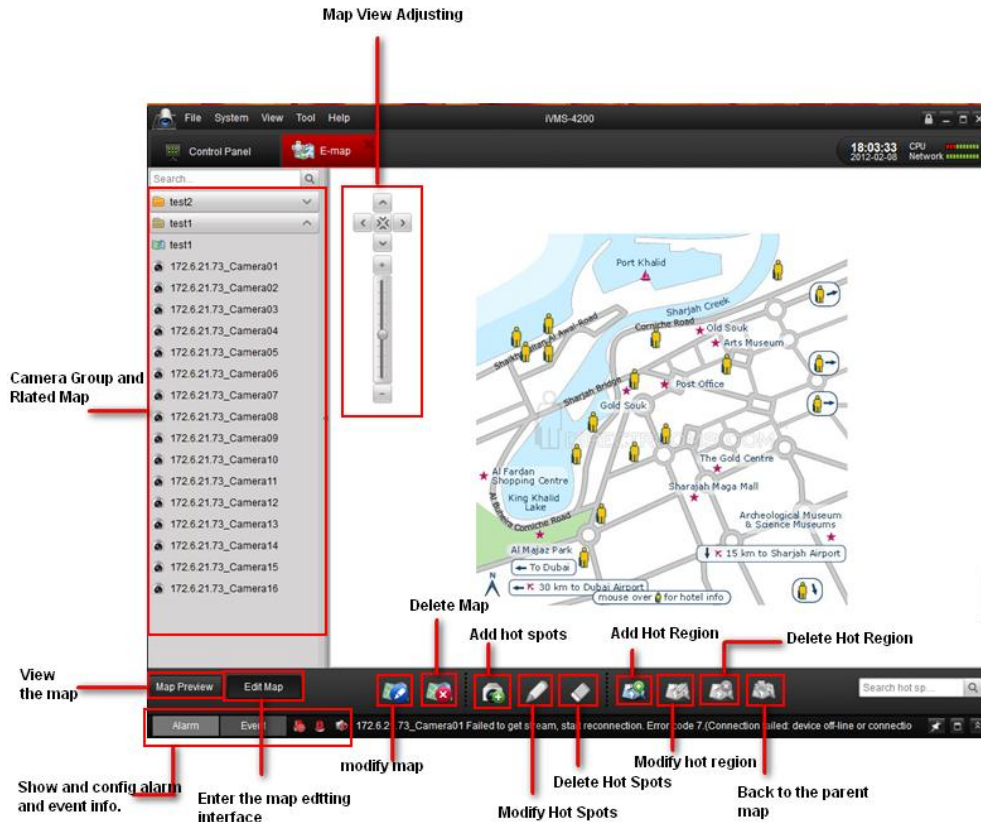 Map View Adjusting
File System View Tool Help
iVMS-4200
Control Panel
E-map
18:03:33
2012-02-08
CPU
Network
Search...
test2
test1
test1
172.6.21.73_Camera01
172.6.21.73_Camera02
172.6.21.73_Camera03
172.6.21.73_Camera04
172.6.21.73_Camera05
172.6.21.73_Camera06
172.6.21.73_Camera07
172.6.21.73_Camera08
172.6.21.73_Camera09
172.6.21.73_Camera10
172.6.21.73_Camera11
172.6.21.73_Camera12
172.6.21.73_Camera13
172.6.21.73_Camera14
172.6.21.73_Camera15
172.6.21.73_Camera16
Camera Group and
Rlated Map
Port Khalid
Sharjah Creek
Corniche Road
Al Awal Road
Old Souk
Arts Museum
Sharjah Bridge
Post Office
Gold Souk
The Gold Centre
Al Fardan
Shopping Centre
Sharajah Maga Mall
King Khalid
Lake
Al Buheira Corniche Road
Archeological Museum
& Science Museums
Al Majaz Park
15 km to Sharjah Airport
To Dubai
N
30 km to Dubai Airport
mouse over for hotel info
Delete Map
Add hot spots
Add Hot Region
Delete Hot Region
View
the map
Map Preview
Edit Map
Search hot sp...
Alarm
Event
172.6.21.73_Camera01 Failed to get stream, start reconnection. Error code 7.(Connection failed: device off-line or connectio
modify map
Modify hot region
Delete Hot Spots
Back to the parent
map
Show and config alarm
and event info.
Enter the map edtting
interface
Modify Hot Spots